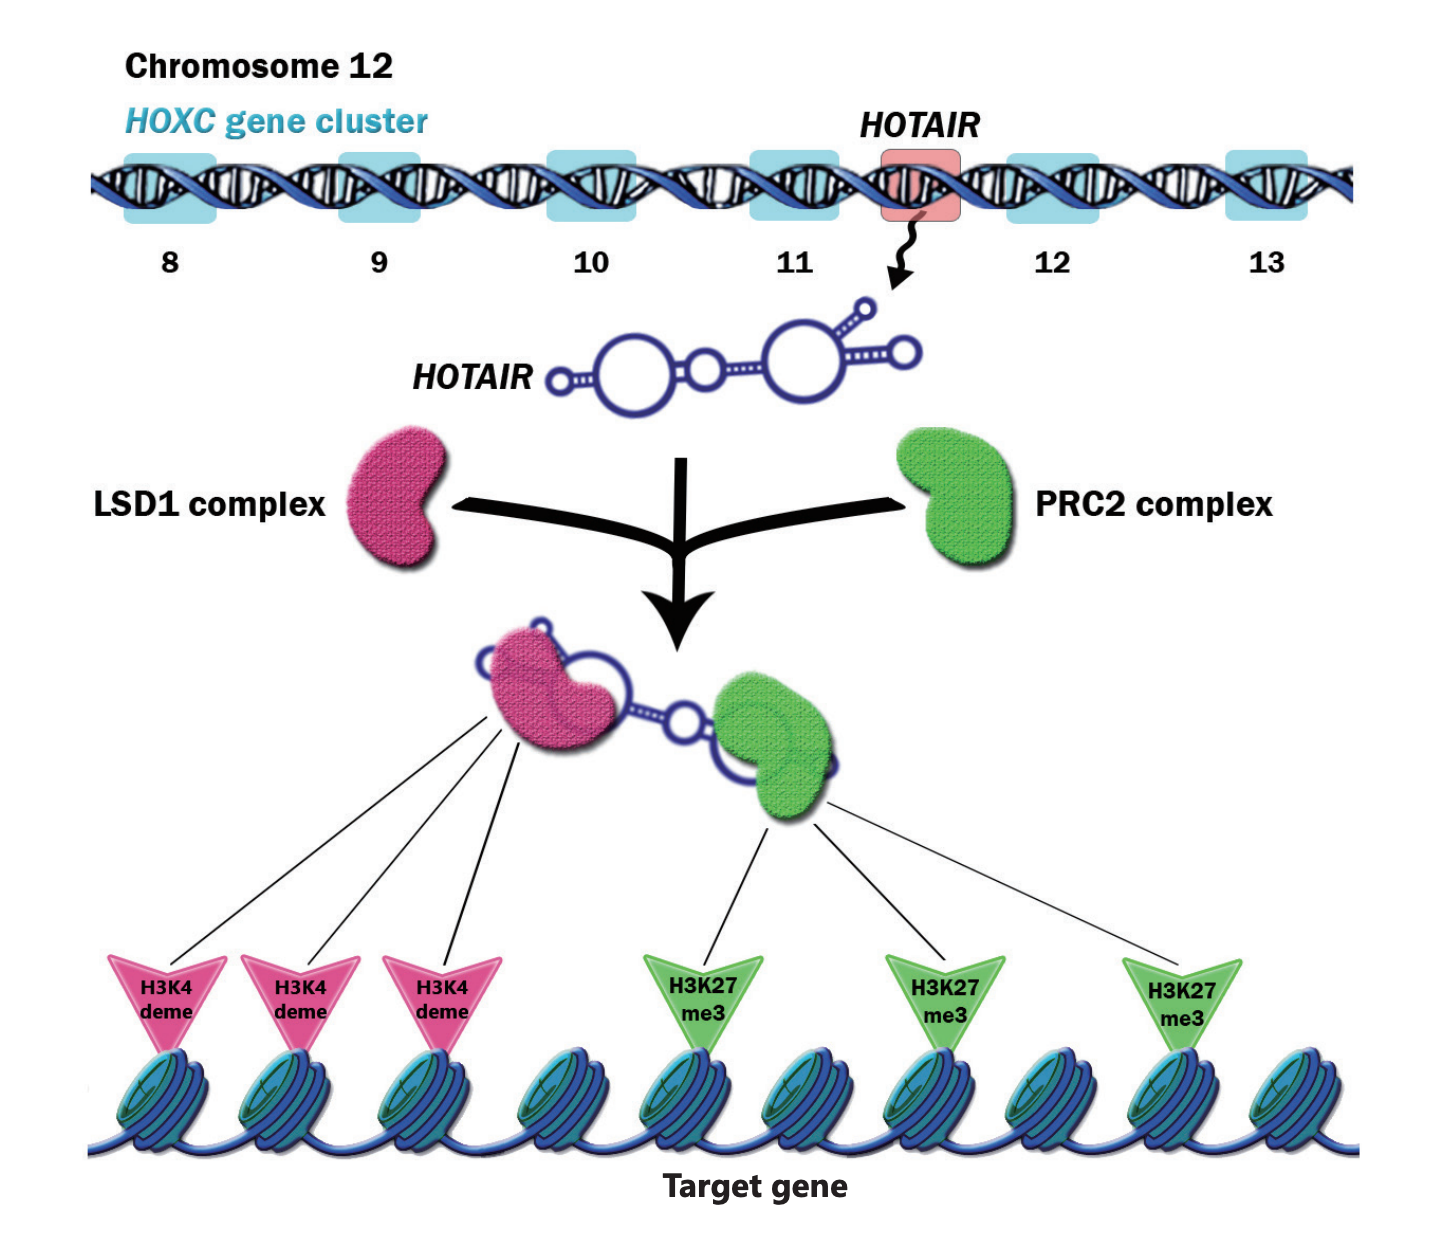 Chromosome 12
HOXC gene cluster
HOTAIR
8 9 10 11 12 13
HOTAIR
LSD1 complex
PRC2 complex
H3K4
deme
H3K4
deme
H3K4
deme
H3K27
me3
H3K27
me3
H3K27
me3
Target gene